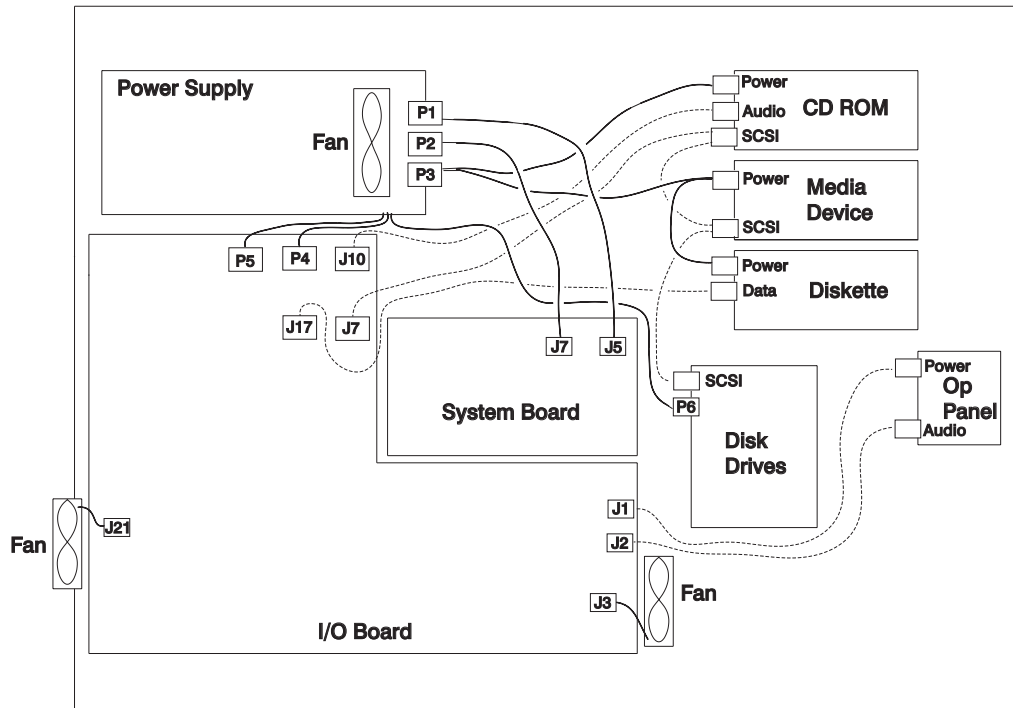 Power Supply
Fan
P1
P2
P3
P5
P4
J10
J17
J7
Power
Audio
SCSI
CD ROM
Power
SCSI
Media
Device
Power
Data
Diskette
J7
J5
System Board
SCSI
P6
Disk
Drives
Power
Op
Panel
Audio
Fan
J21
J1
J2
J3
Fan
I/O Board